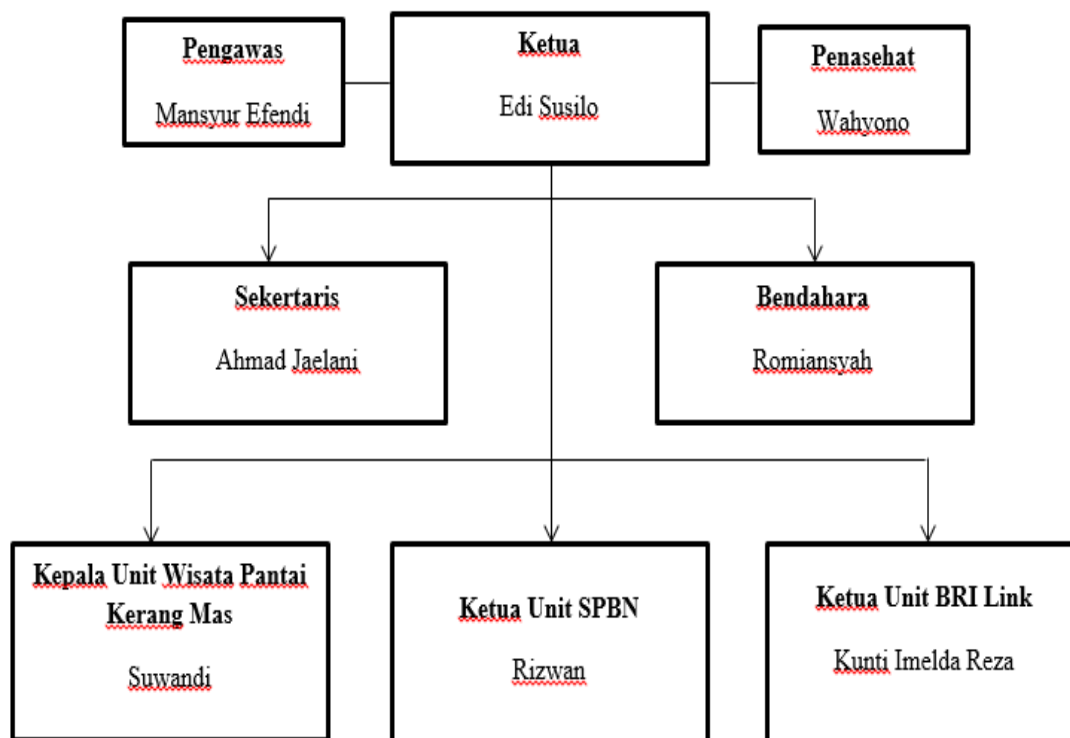 Pengawas
Mansyur Efendi
Ketua
Edi Susilo
Penasehat
Wahyono
Sekertaris
Ahmad Jaelani
Bendahara
Romiansyah
Kepala Unit Wisata Pantai
Kerang Mas
Suwandi
Ketua Unit SPBN
Rizwan
Ketua Unit BRI Link
Kunti Imelda Reza